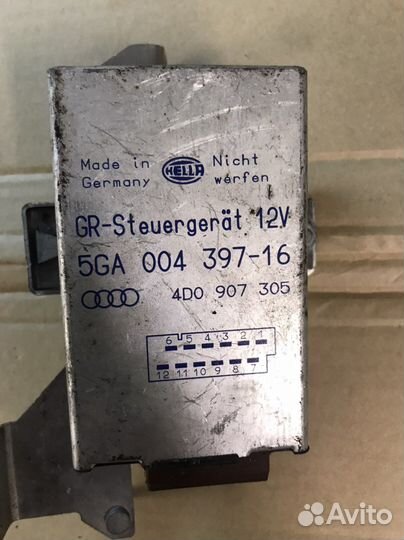 Made in HELLA Nicht
Germany werfen
GR-Steuergerät 12V
5GA 004 397-16
4D0 907 305
6 5 4 3 2 1
12 11 10 9 8 7
Avito